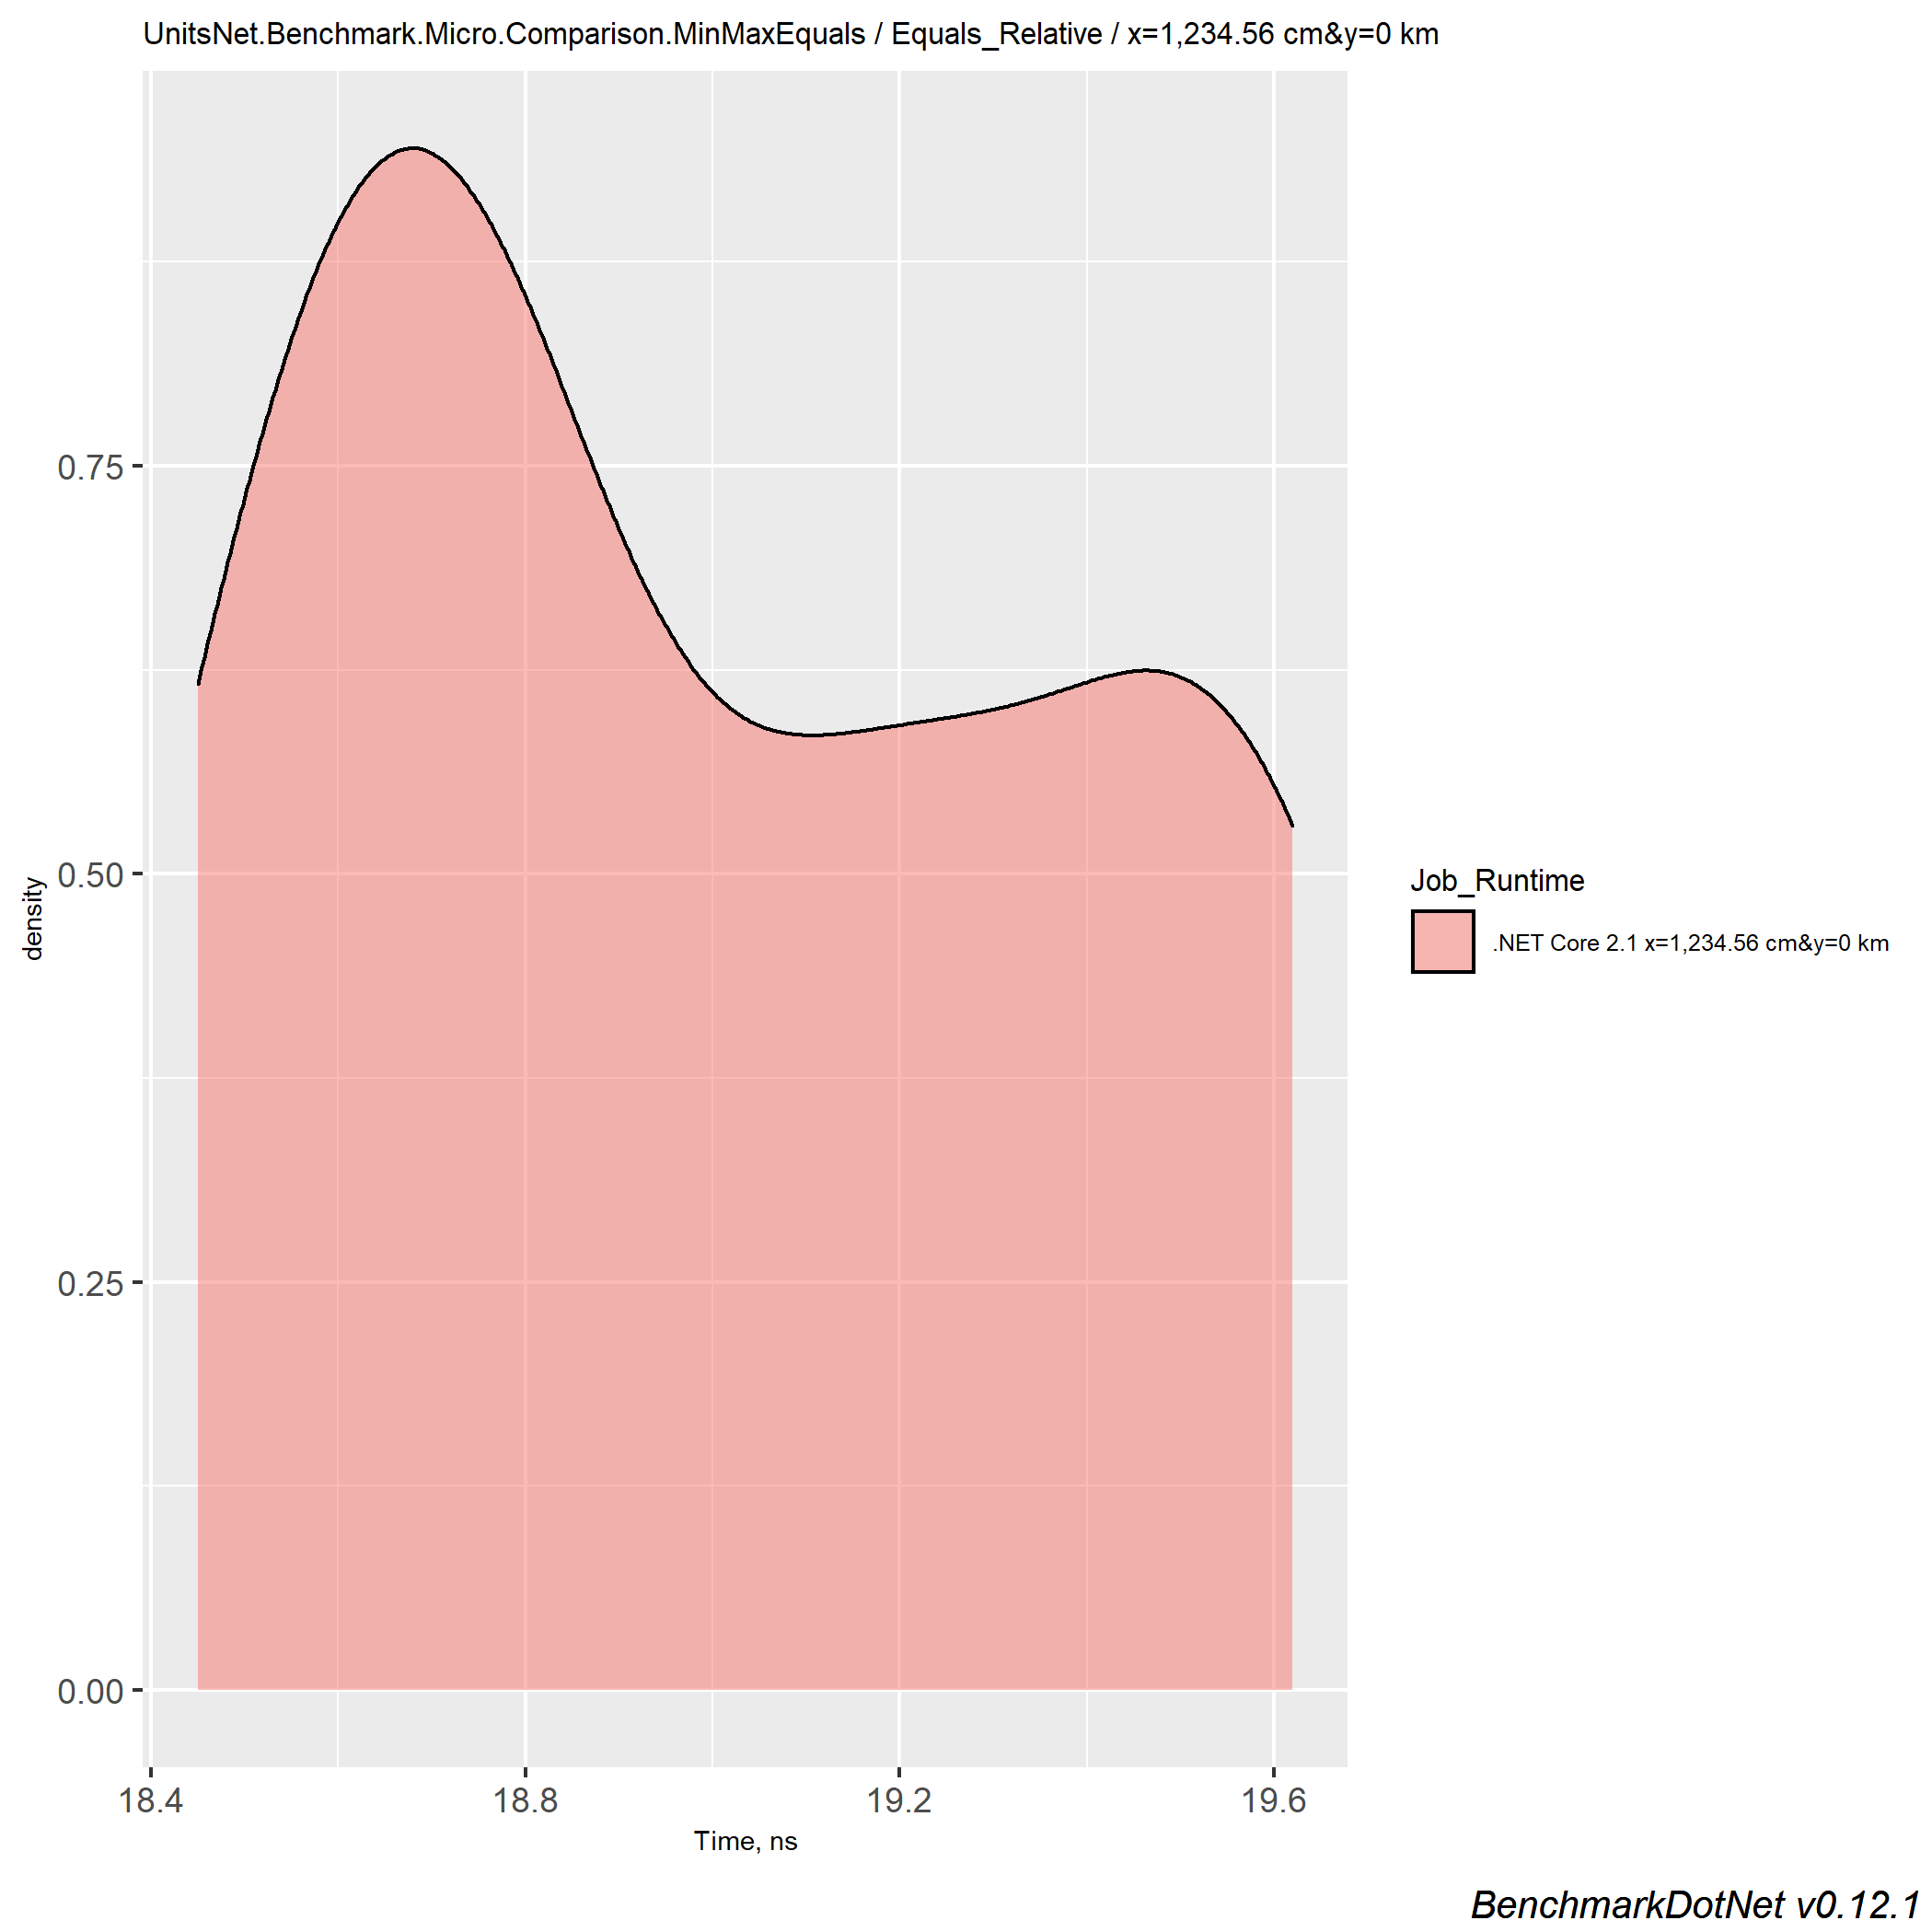 UnitsNet.Benchmark.Micro.Comparison.MinMaxEquals / Equals_Relative / x=1,234.56 cm&y=0 km
0.75
0.50
0.25
0.00
density
18.4 18.8 19.2 19.6
Time, ns
Job_Runtime
.NET Core 2.1 x=1,234.56 cm&y=0 km
BenchmarkDotNet v0.12.1